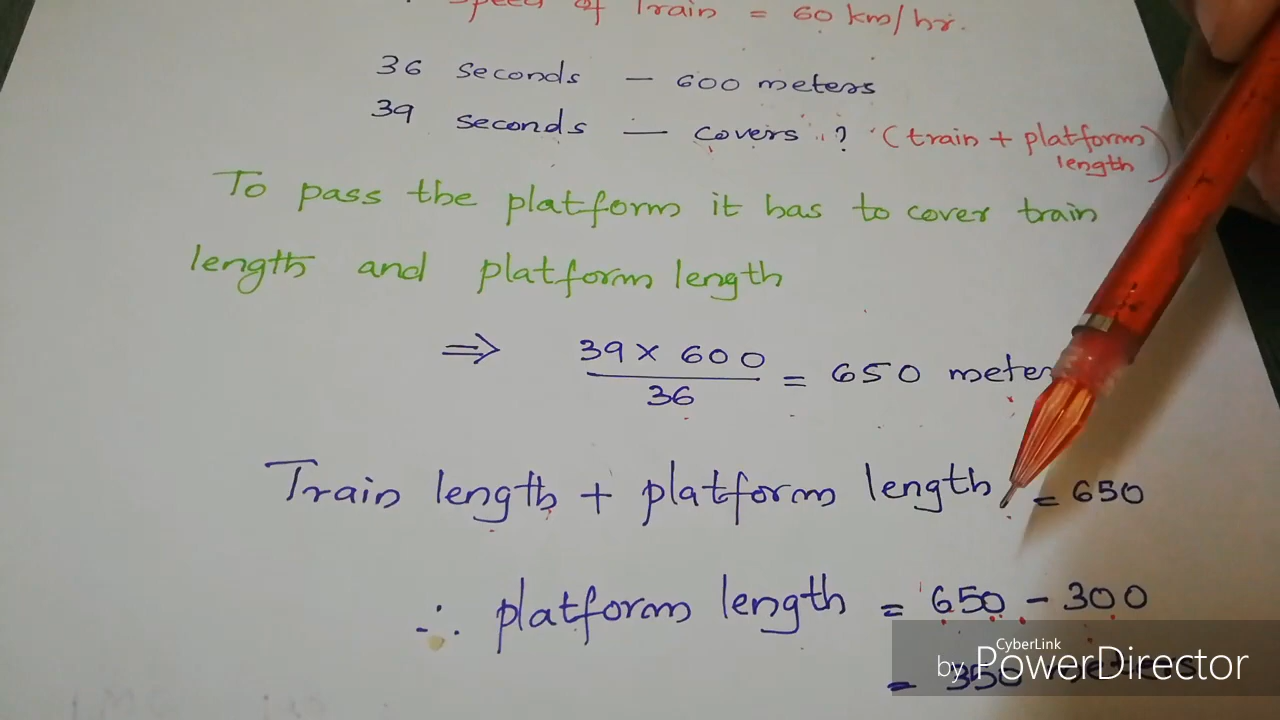 Speed of Train = 60 km/hr.
36 seconds — 600 meters
39 seconds — covers ? (train + platform length)
To pass the platform it has to cover train
length and platform length
⇒ 39 × 600 / 36 = 650 meter
Train length + platform length = 650
∴ platform length = 650 - 300
= 350 meters
CyberLink
by PowerDirector